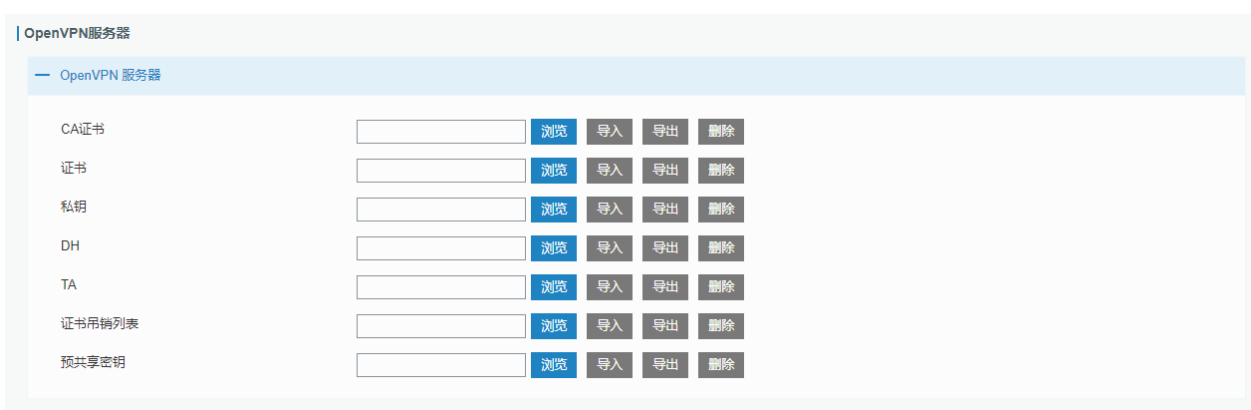 OpenVPN服务器
OpenVPN 服务器
CA证书 浏览 导入 导出 删除
证书 浏览 导入 导出 删除
私钥 浏览 导入 导出 删除
DH 浏览 导入 导出 删除
TA 浏览 导入 导出 删除
证书吊销列表 浏览 导入 导出 删除
预共享密钥 浏览 导入 导出 删除